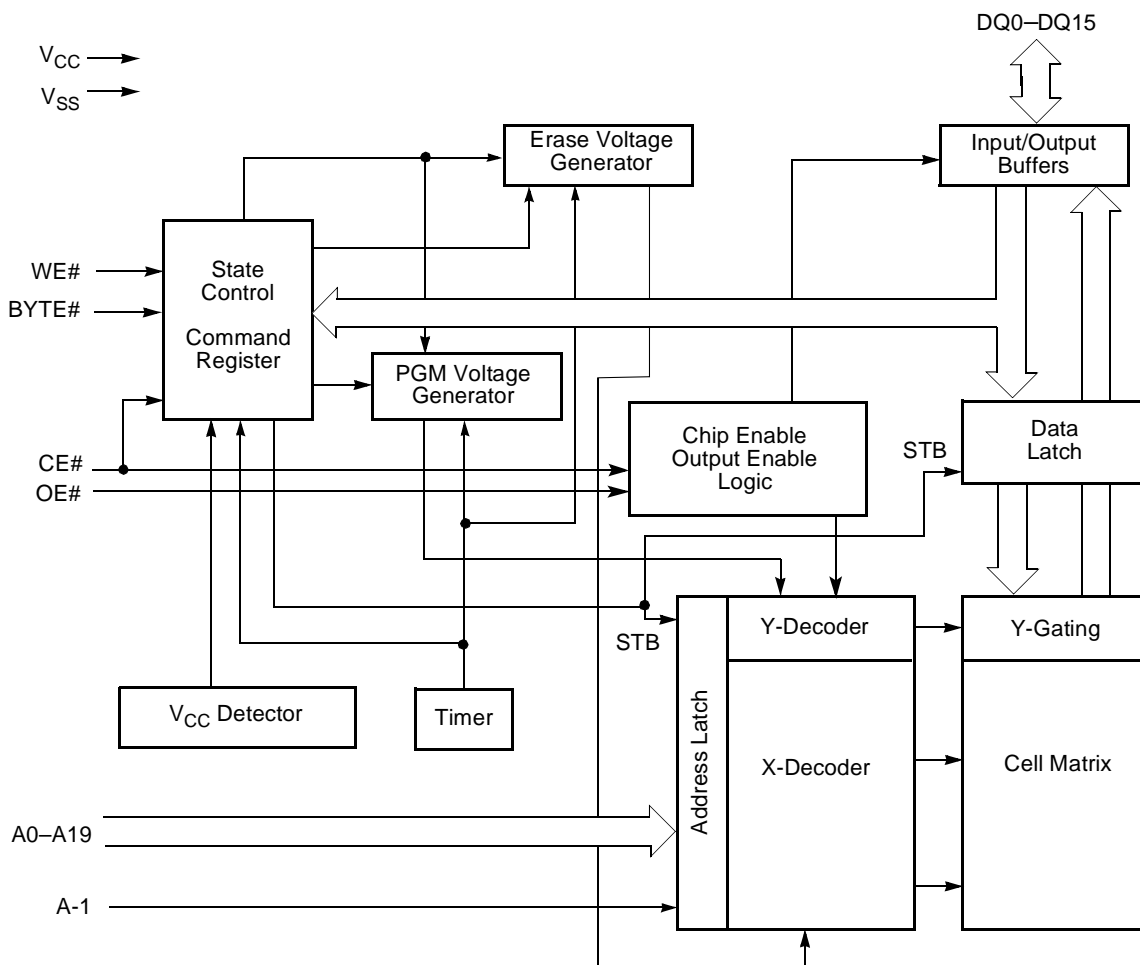 DQ0–DQ15
VCC
VSS
Erase Voltage
Generator
Input/Output
Buffers
WE#
BYTE#
State
Control
Command
Register
PGM Voltage
Generator
Chip Enable
Output Enable
Logic
Data
Latch
STB
CE#
OE#
STB
Y-Decoder
Y-Gating
VCC Detector
Timer
Address Latch
X-Decoder
Cell Matrix
A0–A19
A-1